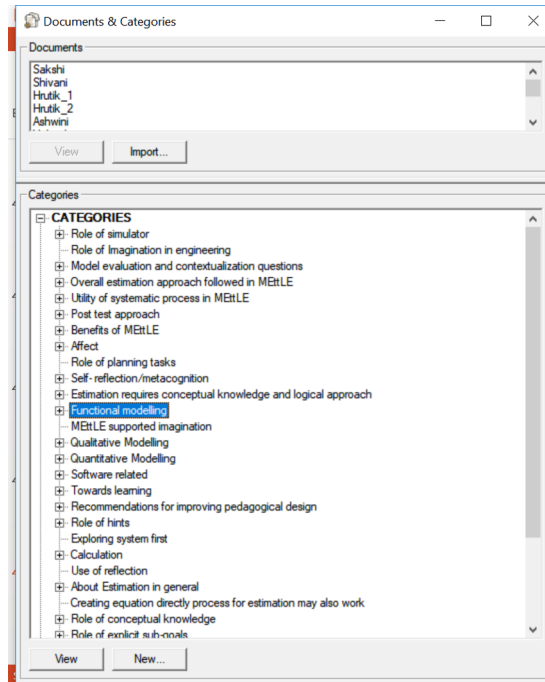 Documents & Categories
Documents
Sakshi
Shivani
Hrutik_1
Hrutik_2
Ashwini
View
Import...
Categories
CATEGORIES
Role of simulator
Role of Imagination in engineering
Model evaluation and contextualization questions
Overall estimation approach followed in MEttLE
Utility of systematic process in MEttLE
Post test approach
Benefits of MEttLE
Affect
Role of planning tasks
Self- reflection/metacognition
Estimation requires conceptual knowledge and logical approach
Functional modelling
MEttLE supported imagination
Qualitative Modelling
Quantitative Modelling
Software related
Towards learning
Recommendations for improving pedagogical design
Role of hints
Exploring system first
Calculation
Use of reflection
About Estimation in general
Creating equation directly process for estimation may also work
Role of conceptual knowledge
Role of explicit sub-goals
View
New...